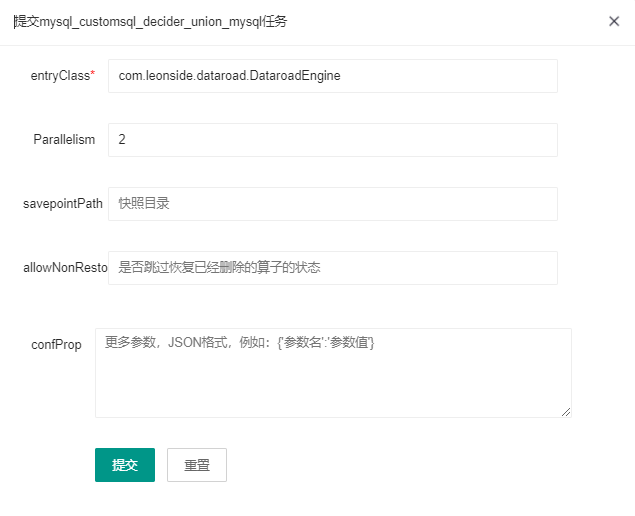 提交mysql_customsql_decider_union_mysql任务
entryClass* com.leonside.dataroad.DataroadEngine
Parallelism 2
savepointPath 快照目录
allowNonResto 是否跳过恢复已经删除的算子的状态
confProp 更多参数，JSON格式，例如：{'参数名':'参数值'}
提交 重置